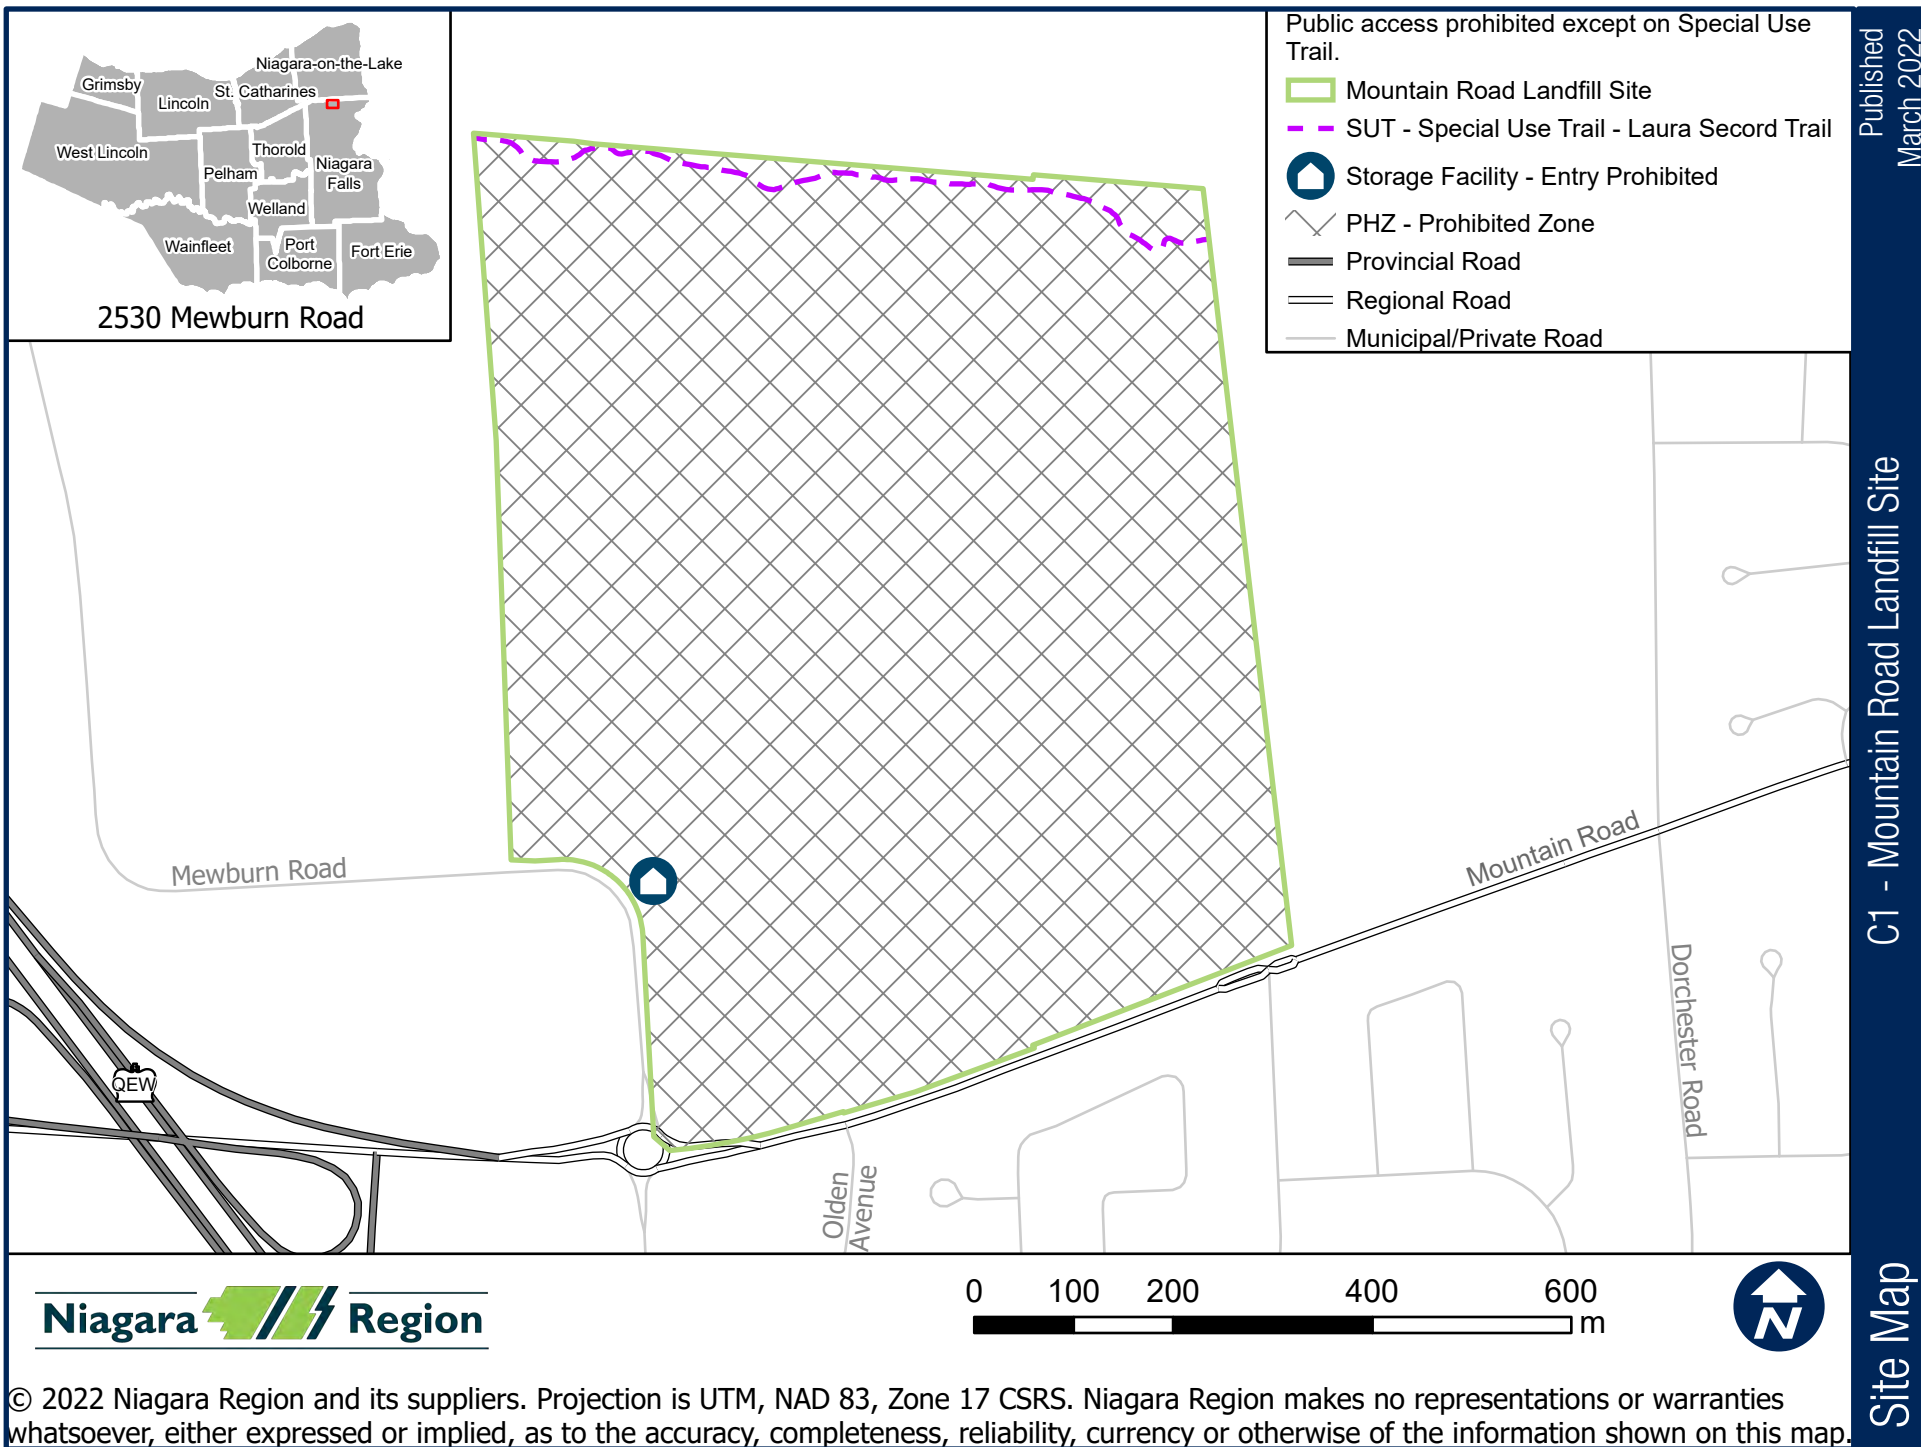 Grimsby
Lincoln
St. Catharines
Niagara-on-the-Lake
West Lincoln
Thorold
Pelham
Niagara
Falls
Welland
Wainfleet
Port
Colborne
Fort Erie
2530 Mewburn Road
Public access prohibited except on Special Use
Trail.
Mountain Road Landfill Site
SUT - Special Use Trail - Laura Secord Trail
Storage Facility - Entry Prohibited
PHZ - Prohibited Zone
Provincial Road
Regional Road
Municipal/Private Road
Published
March 2022
C1 - Mountain Road Landfill Site
Site Map
Mewburn Road
Mountain Road
Dorchester Road
QEW
Olden
Avenue
Niagara Region
0 100 200 400 600
m
N
© 2022 Niagara Region and its suppliers. Projection is UTM, NAD 83, Zone 17 CSRS. Niagara Region makes no representations or warranties
whatsoever, either expressed or implied, as to the accuracy, completeness, reliability, currency or otherwise of the information shown on this map.